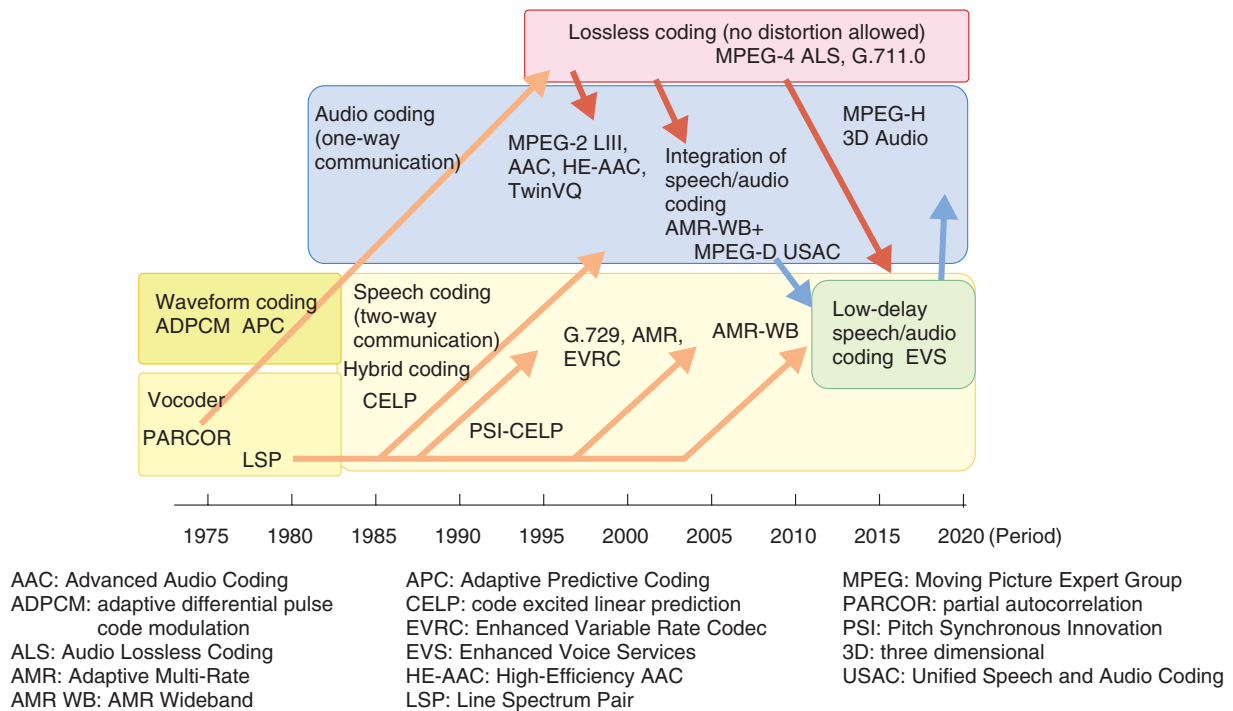 Lossless coding (no distortion allowed)
MPEG-4 ALS, G.711.0
Audio coding
(one-way
communication)
MPEG-2 LIII,
AAC, HE-AAC,
TwinVQ
Integration of
speech/audio
coding
AMR-WB+
MPEG-D USAC
MPEG-H
3D Audio
Waveform coding
ADPCM APC
Speech coding
(two-way
communication)
Hybrid coding
CELP
G.729, AMR,
EVRC
AMR-WB
Low-delay
speech/audio
coding EVS
Vocoder
PARCOR
LSP
PSI-CELP
1975 1980 1985 1990 1995 2000 2005 2010 2015 2020 (Period)
AAC: Advanced Audio Coding
ADPCM: adaptive differential pulse
code modulation
ALS: Audio Lossless Coding
AMR: Adaptive Multi-Rate
AMR WB: AMR Wideband
APC: Adaptive Predictive Coding
CELP: code excited linear prediction
EVRC: Enhanced Variable Rate Codec
EVS: Enhanced Voice Services
HE-AAC: High-Efficiency AAC
LSP: Line Spectrum Pair
MPEG: Moving Picture Expert Group
PARCOR: partial autocorrelation
PSI: Pitch Synchronous Innovation
3D: three dimensional
USAC: Unified Speech and Audio Coding